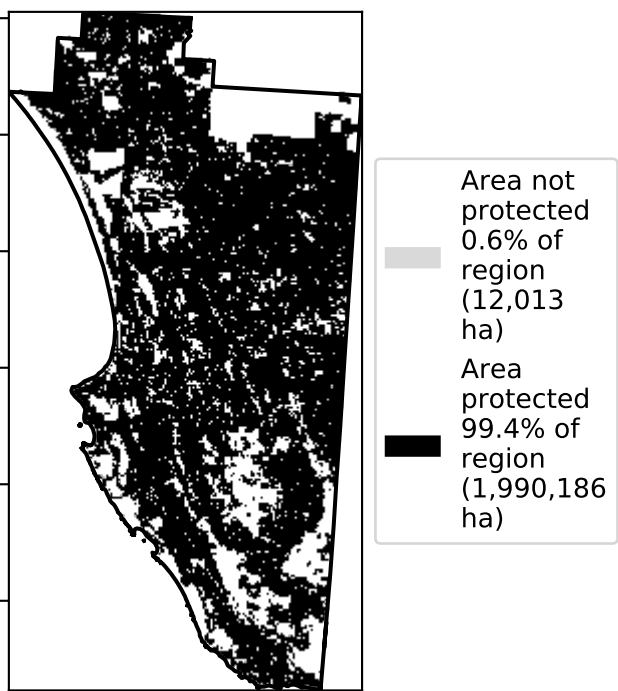 Area not
protected
0.6% of
region
(12,013
ha)
Area
protected
99.4% of
region
(1,990,186
ha)